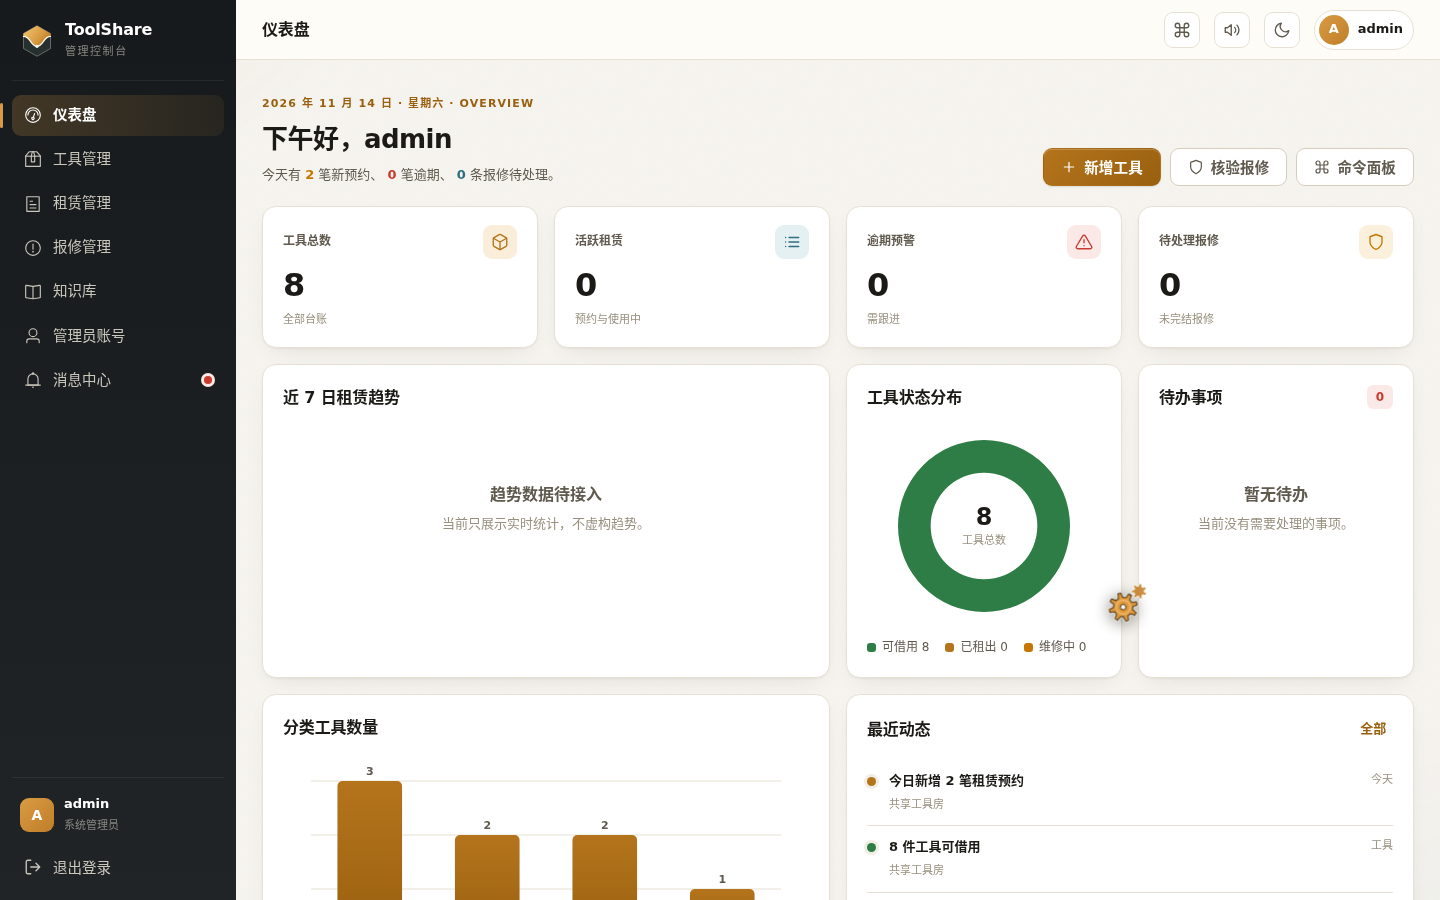 ToolShare
管理控制台
仪表盘
工具管理
租赁管理
报修管理
知识库
管理员账号
消息中心
A
admin
系统管理员
退出登录
仪表盘
A
admin
2026 年 11 月 14 日 · 星期六 · OVERVIEW
下午好，admin
今天有 2 笔新预约、 0 笔逾期、 0 条报修待处理。
新增工具
核验报修
命令面板
工具总数
8
全部台账
活跃租赁
0
预约与使用中
逾期预警
0
需跟进
待处理报修
0
未完结报修
近 7 日租赁趋势
趋势数据待接入
当前只展示实时统计，不虚构趋势。
工具状态分布
8
工具总数
可借用 8
已租出 0
维修中 0
待办事项
0
暂无待办
当前没有需要处理的事项。
分类工具数量
3
2
2
1
最近动态
全部
今日新增 2 笔租赁预约
今天
共享工具房
8 件工具可借用
工具
共享工具房